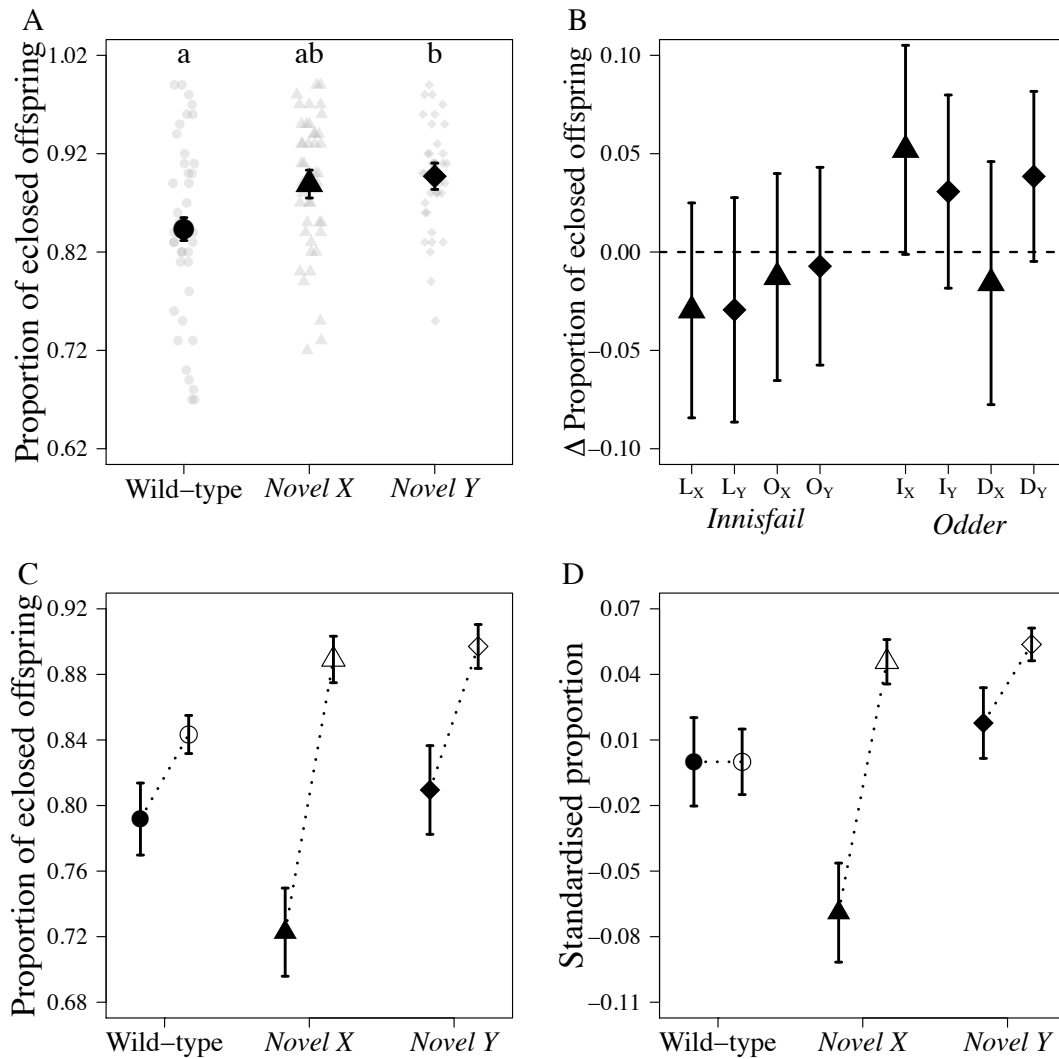 A
Proportion of eclosed offspring
1.02
0.92
0.82
0.72
0.62
a ab b
Wild−type Novel X Novel Y
B
Δ Proportion of eclosed offspring
0.10
0.05
0.00
−0.05
−0.10
LX LY OX OY IX IY DX DY
Innisfail Odder
C
Proportion of eclosed offspring
0.92
0.88
0.84
0.80
0.76
0.72
0.68
Wild−type Novel X Novel Y
D
Standardised proportion
0.07
0.04
0.01
−0.02
−0.05
−0.08
−0.11
Wild−type Novel X Novel Y